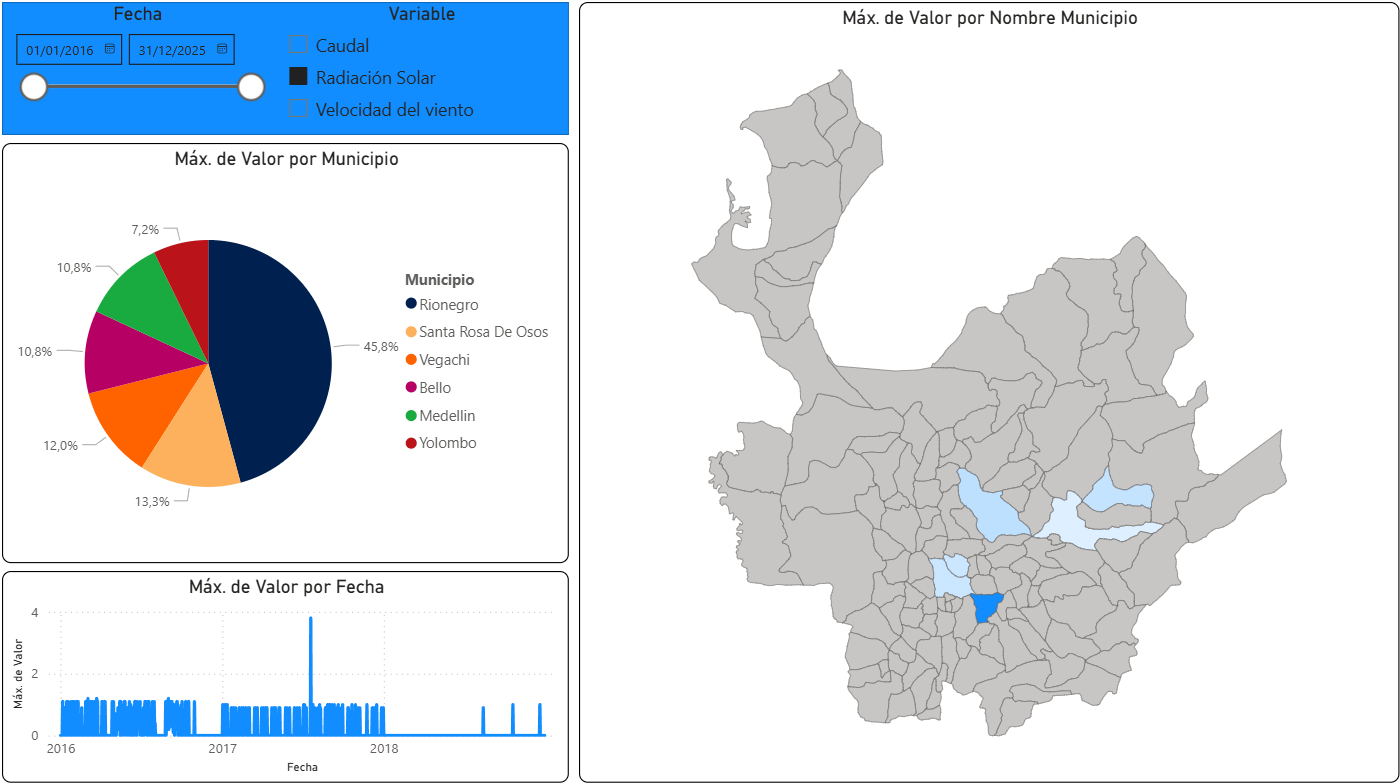 Fecha
01/01/2016
31/12/2025
Variable
Caudal
Radiación Solar
Velocidad del viento
Máx. de Valor por Municipio
7,2%
10,8%
10,8%
12,0%
13,3%
45,8%
Municipio
Rionegro
Santa Rosa De Osos
Vegachi
Bello
Medellin
Yolombo
Máx. de Valor por Fecha
Máx. de Valor
4
2
0
2016
2017
2018
Fecha
Máx. de Valor por Nombre Municipio